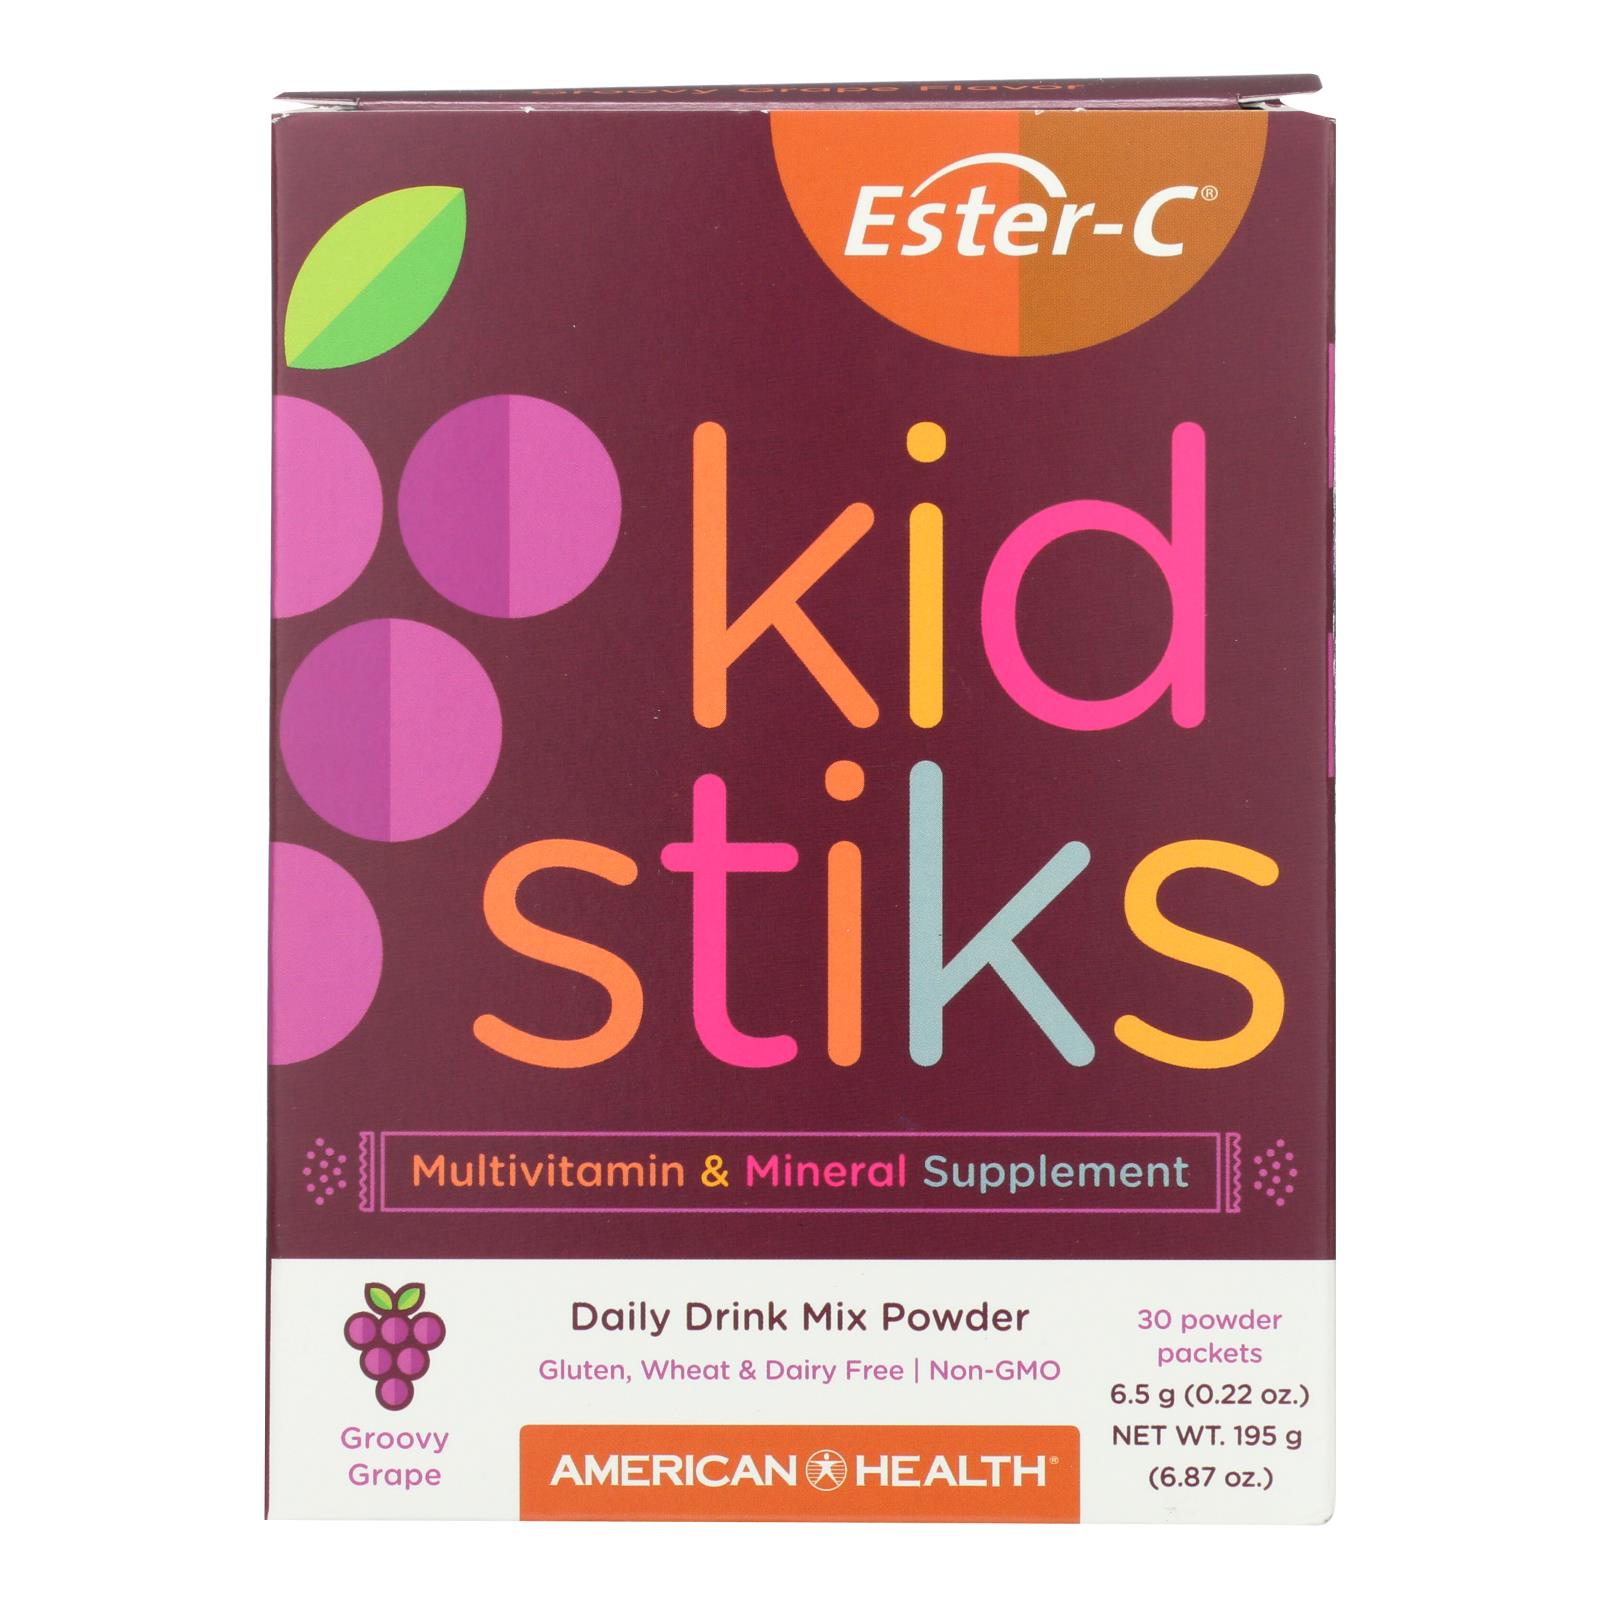 Groovy Grape Flavor
Ester-C®
kid
stiks
Multivitamin & Mineral Supplement
Daily Drink Mix Powder
Gluten, Wheat & Dairy Free | Non-GMO
AMERICAN HEALTH®
Groovy
Grape
30 powder
packets
6.5 g (0.22 oz.)
NET WT. 195 g
(6.87 oz.)